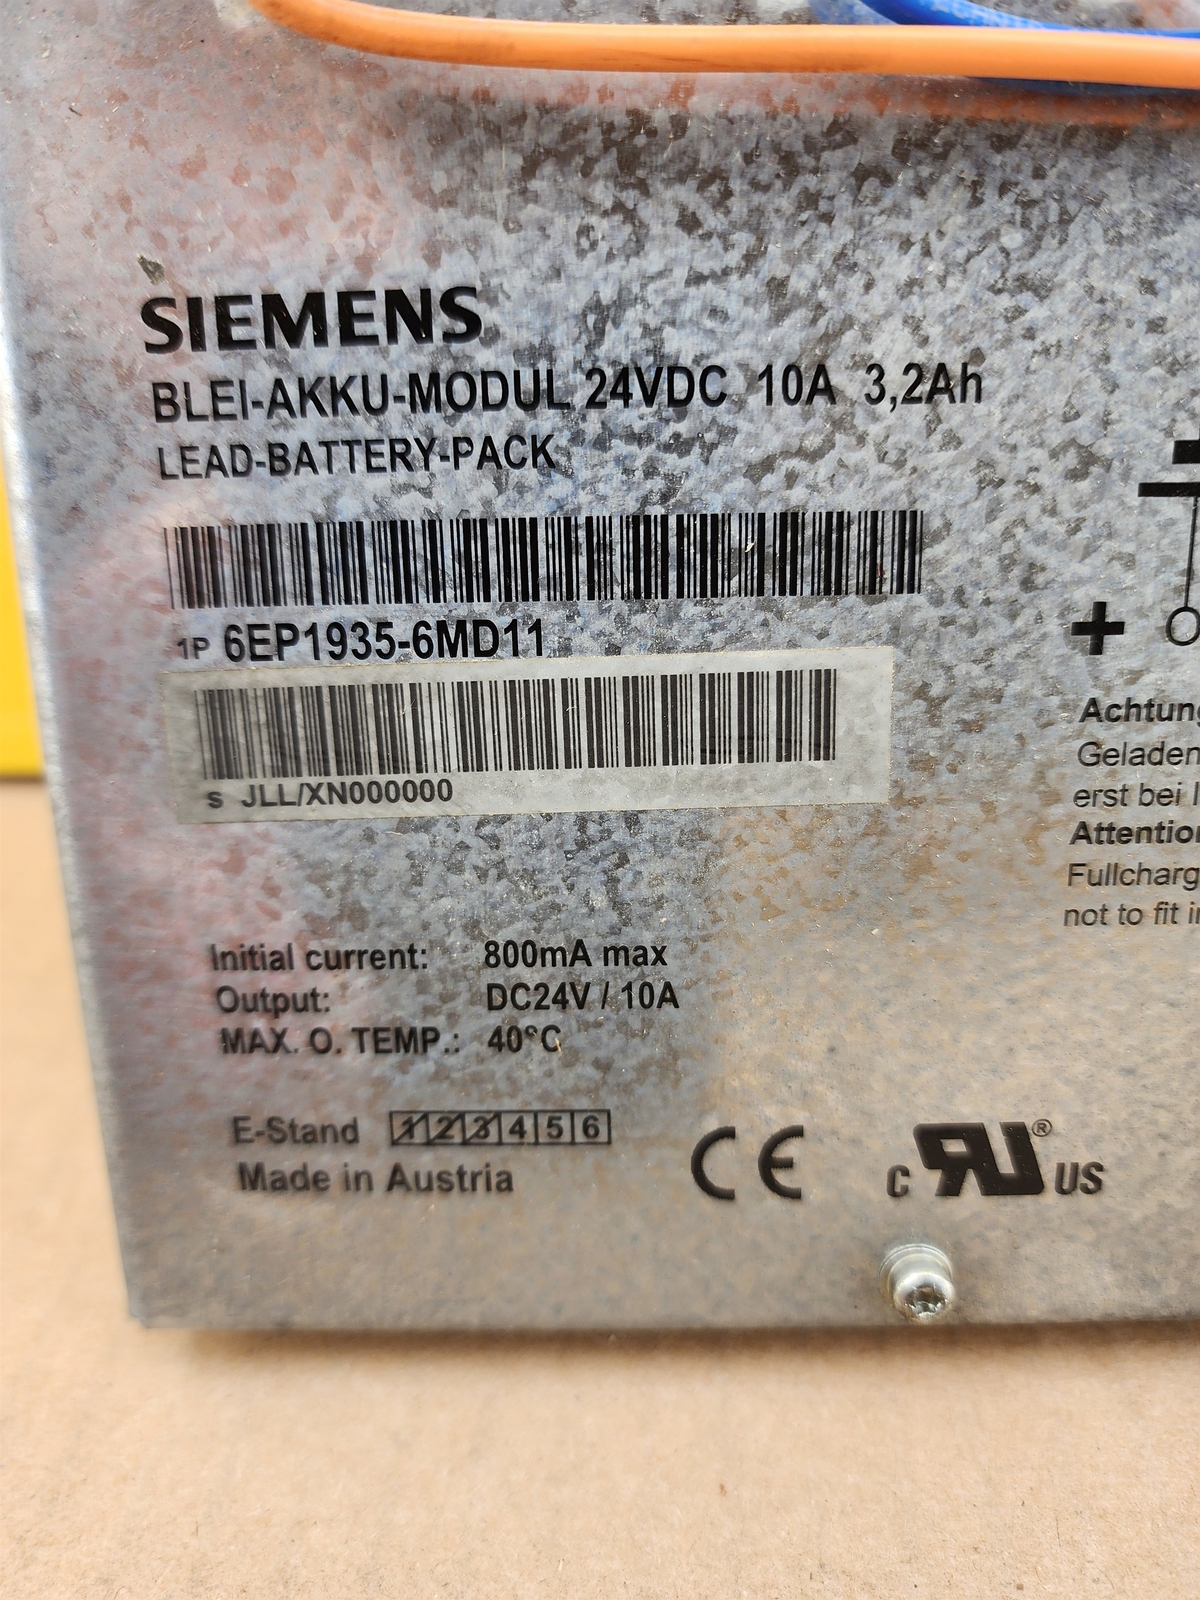 SIEMENS
BLEI-AKKU-MODUL 24VDC 10A 3,2Ah
LEAD-BATTERY-PACK
1P 6EP1935-6MD11
S JLL/XN000000
+
Achtung
Geladen
erst bei
Attention
Fullcharg
not to fit
Initial current: 800mA max
Output: DC24V / 10A
MAX. O. TEMP.: 40°C
E-Stand 1 2 3 4 5 6
Made in Austria
CE
c RU ® US